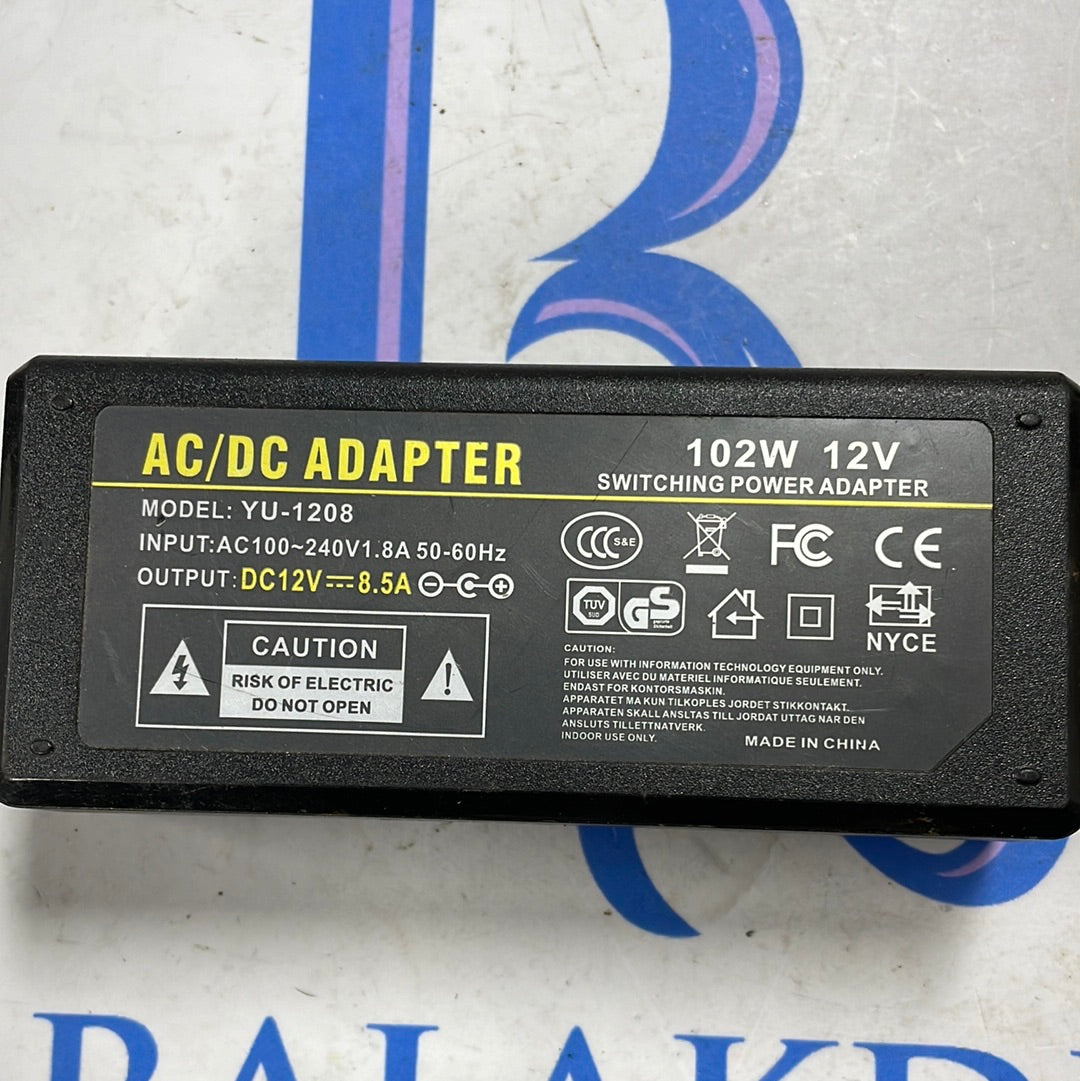 AC/DC ADAPTER
102W 12V
SWITCHING POWER ADAPTER
MODEL: YU-1208
INPUT:AC100~240V1.8A 50-60Hz
OUTPUT: DC12V⎓8.5A
CCC S&E
FC CE
TUV
SUD
GS
geprüfte
Sicherheit
NYCE
CAUTION
RISK OF ELECTRIC
DO NOT OPEN
CAUTION:
FOR USE WITH INFORMATION TECHNOLOGY EQUIPMENT ONLY.
UTILISER AVEC DU MATERIEL INFORMATIQUE SEULEMENT.
ENDAST FOR KONTORSMASKIN.
APPARATET MA KUN TILKOPLES JORDET STIKKONTAKT.
APPARATEN SKALL ANSLTAS TILL JORDAT UTTAG NAR DEN
ANSLUTS TILLETTNATVERK.
INDOOR USE ONLY.
MADE IN CHINA